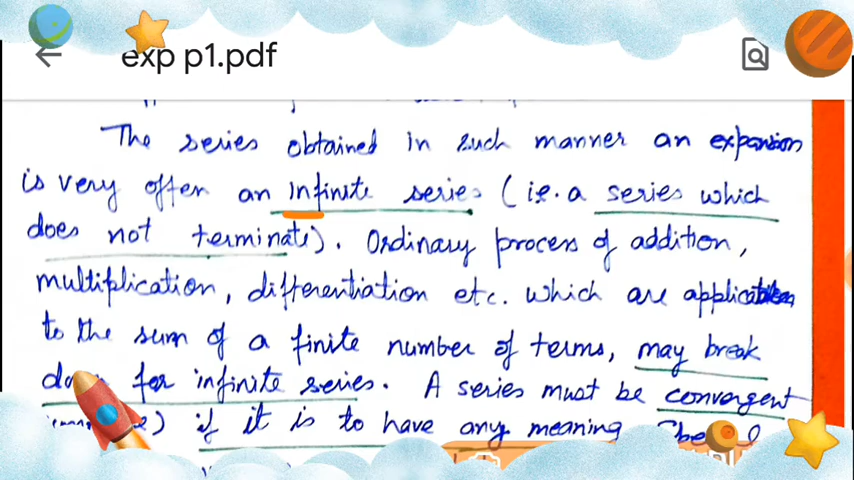 exp p1.pdf
The series obtained in such manner an expansion
is very offen an infinite series (i.e. a series which
does not terminate). Ordinary process of addition,
multiplication, differentiation etc. which are applicable
to the sum of a finite number of terms, may break
down for infinite series. A series must be convergent
if it is to have any meaning